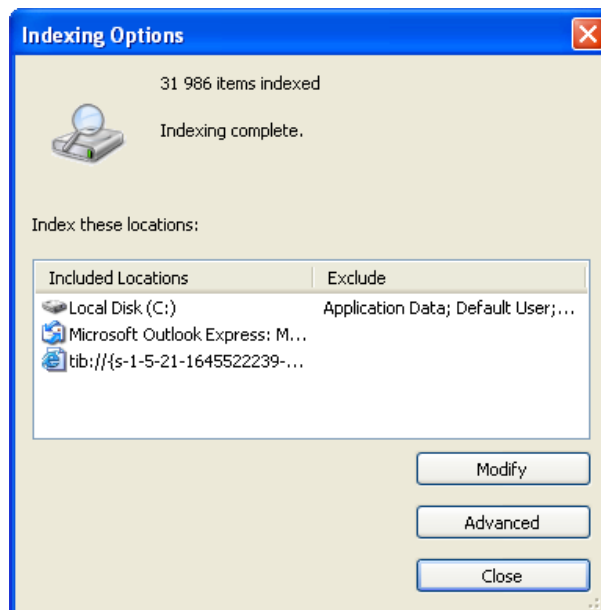 Indexing Options
31 986 items indexed
Indexing complete.
Index these locations:
Included Locations Exclude
Local Disk (C:) Application Data; Default User;...
Microsoft Outlook Express: M...
tib://{s-1-5-21-1645522239-...
Modify
Advanced
Close